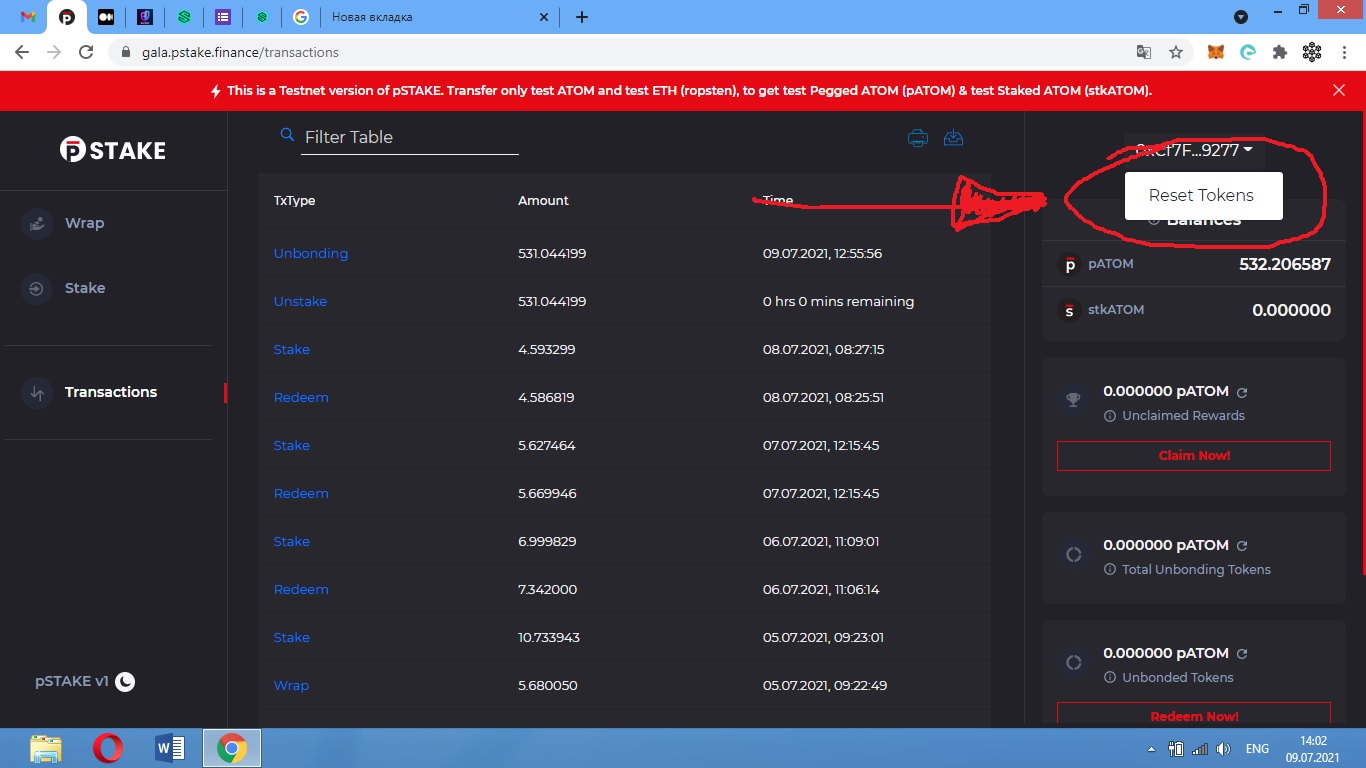 Новая вкладка
gala.pstake.finance/transactions
This is a Testnet version of pSTAKE. Transfer only test ATOM and test ETH (ropsten), to get test Pegged ATOM (pATOM) & test Staked ATOM (stkATOM).
pSTAKE
Wrap
Stake
Transactions
pSTAKE v1
Filter Table
TxType Amount Time
Unbonding 531.044199 09.07.2021, 12:55:56
Unstake 531.044199 0 hrs 0 mins remaining
Stake 4.593299 08.07.2021, 08:27:15
Redeem 4.586819 08.07.2021, 08:25:51
Stake 5.627464 07.07.2021, 12:15:45
Redeem 5.669946 07.07.2021, 12:15:45
Stake 6.999829 06.07.2021, 11:09:01
Redeem 7.342000 06.07.2021, 11:06:14
Stake 10.733943 05.07.2021, 09:23:01
Wrap 5.680050 05.07.2021, 09:22:49
0xCf7F...9277
Reset Tokens
Balances
pATOM 532.206587
stkATOM 0.000000
0.000000 pATOM
Unclaimed Rewards
Claim Now!
0.000000 pATOM
Total Unbonding Tokens
0.000000 pATOM
Unbonded Tokens
Redeem Now!
ENG
14:02
09.07.2021